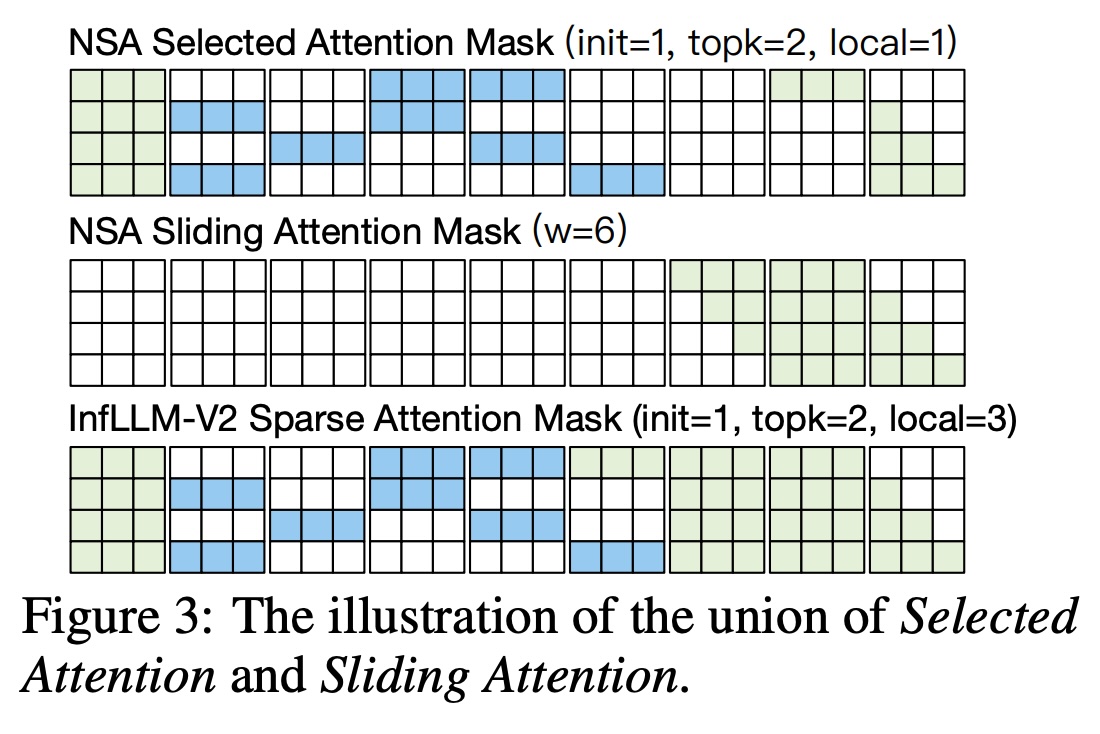 NSA Selected Attention Mask (init=1, topk=2, local=1)
NSA Sliding Attention Mask (w=6)
InfLLM-V2 Sparse Attention Mask (init=1, topk=2, local=3)
Figure 3: The illustration of the union of Selected
Attention and Sliding Attention.